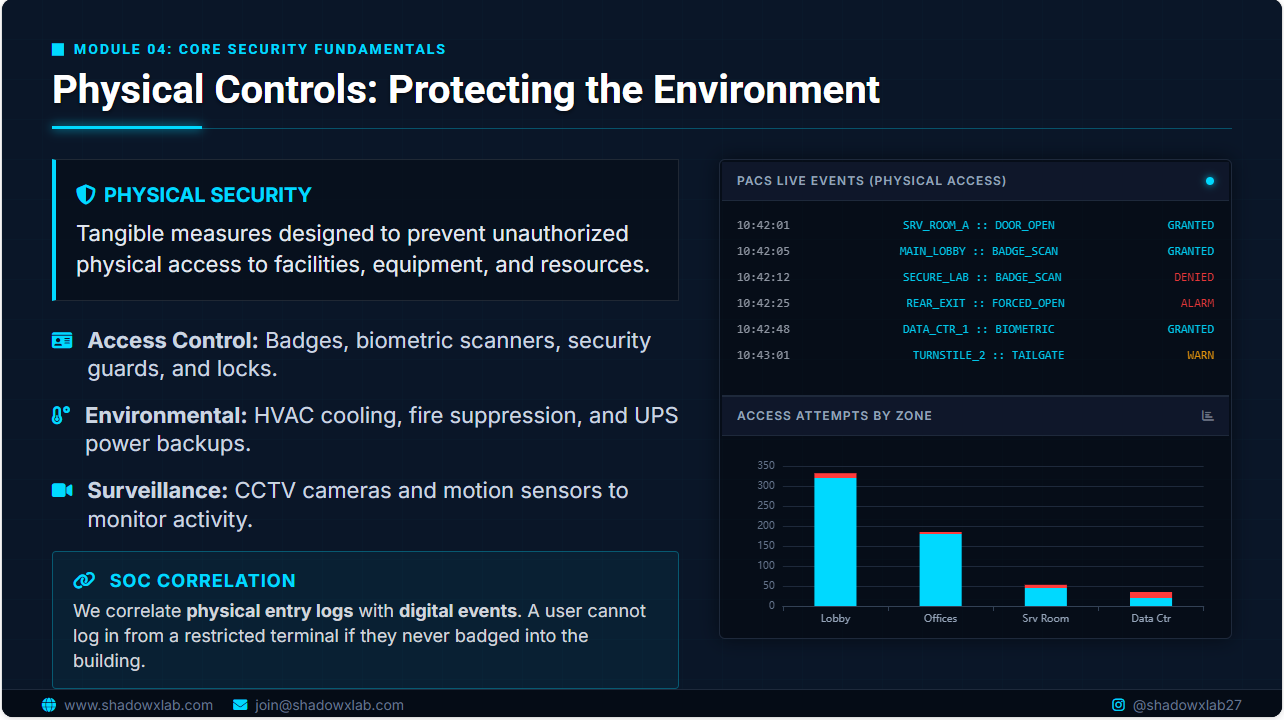 MODULE 04: CORE SECURITY FUNDAMENTALS
Physical Controls: Protecting the Environment
PHYSICAL SECURITY
Tangible measures designed to prevent unauthorized
physical access to facilities, equipment, and resources.
Access Control: Badges, biometric scanners, security
guards, and locks.
Environmental: HVAC cooling, fire suppression, and UPS
power backups.
Surveillance: CCTV cameras and motion sensors to
monitor activity.
SOC CORRELATION
We correlate physical entry logs with digital events. A user cannot
log in from a restricted terminal if they never badged into the
building.
PACS LIVE EVENTS (PHYSICAL ACCESS)
10:42:01 SRV_ROOM_A :: DOOR_OPEN GRANTED
10:42:05 MAIN_LOBBY :: BADGE_SCAN GRANTED
10:42:12 SECURE_LAB :: BADGE_SCAN DENIED
10:42:25 REAR_EXIT :: FORCED_OPEN ALARM
10:42:48 DATA_CTR_1 :: BIOMETRIC GRANTED
10:43:01 TURNSTILE_2 :: TAILGATE WARN
ACCESS ATTEMPTS BY ZONE
350
300
250
200
150
100
50
0
Lobby Offices Srv Room Data Ctr
www.shadowxlab.com join@shadowxlab.com @shadowxlab27